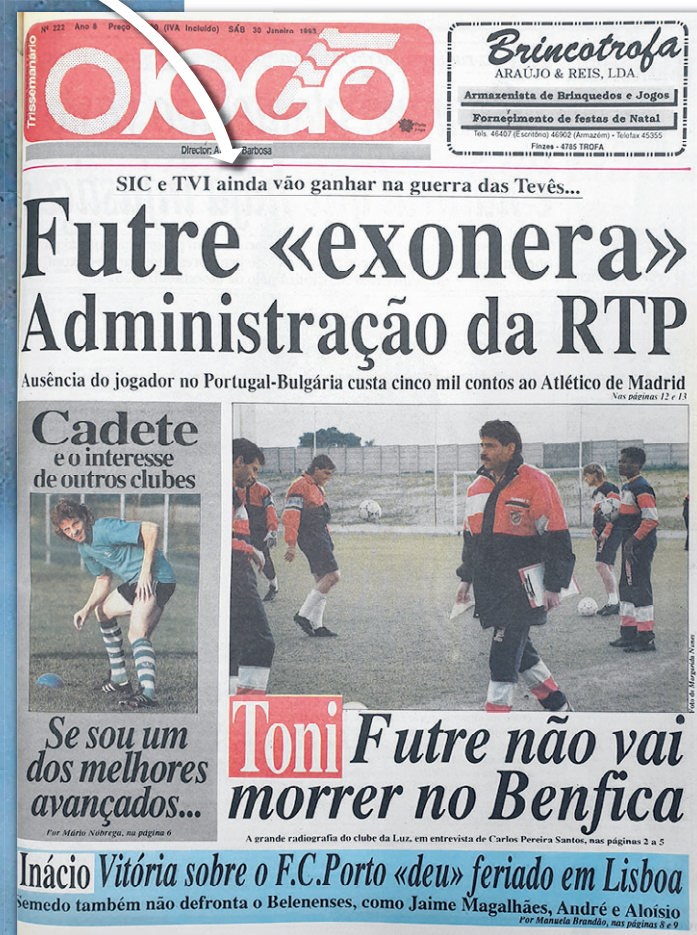 Trissemanário
Nº 222 Ano 8 Preço (IVA Incluído) SÁB 30 Janeiro 1993
O JOGO
Director: Barbosa
Brincotrofa
ARAÚJO & REIS, LDA.
Armazenista de Brinquedos e Jogos
Fornecimento de festas de Natal
Tels. 46407 (Escritório) 46902 (Armazém) • Telefax 45355
Finzes - 4785 TROFA
SIC e TVI ainda vão ganhar na guerra das Tevês...
Futre «exonera»
Administração da RTP
Ausência do jogador no Portugal-Bulgária custa cinco mil contos ao Atlético de Madrid
Nas páginas 12 e 13
Cadete
e o interesse
de outros clubes
Se sou um
dos melhores
avançados...
Por Mário Nóbrega, na página 6
Foto de Margarida Nunes
Toni Futre não vai
morrer no Benfica
A grande radiografia do clube da Luz, em entrevista de Carlos Pereira Santos, nas páginas 2 a 5
Inácio Vitória sobre o F.C.Porto «deu» feriado em Lisboa
Semedo também não defronta o Belenenses, como Jaime Magalhães, André e Aloísio
Por Manuela Brandão, nas páginas 8 e 9